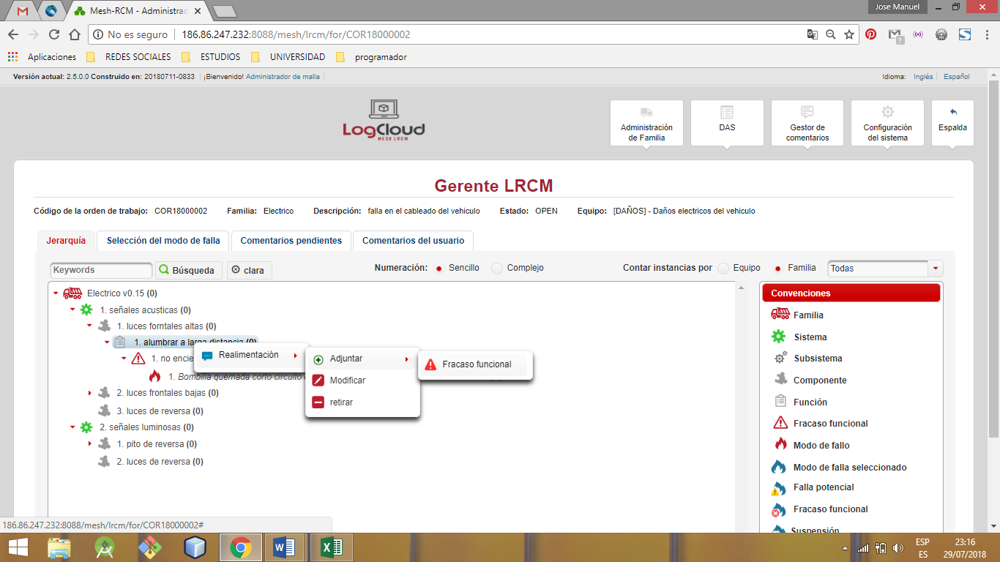 Jose Manuel
Mesh-RCM - Administrad
No es seguro | 186.86.247.232:8088/mesh/lrcm/for/COR18000002
Aplicaciones REDES SOCIALES ESTUDIOS UNIVERSIDAD programador
Versión actual: 2.5.0.0 Construido en: 20180711-0833 ¡Bienvenido! Administrador de malla
Idioma: Inglés Español
LogCloud
MESH LRCM
Administración
de Familia
DAS
Gestor de
comentarios
Configuración
del sistema
Espalda
Gerente LRCM
Código de la orden de trabajo: COR18000002 Familia: Electrico Descripción: falla en el cableado del vehiculo Estado: OPEN Equipo: [DAÑOS] - Daños electricos del vehiculo
Jerarquía Selección del modo de falla Comentarios pendientes Comentarios del usuario
Keywords Búsqueda clara Numeración: Sencillo Complejo Contar instancias por Equipo Familia Todas
Electrico v0.15 (0)
1. señales acusticas (0)
1. luces forntales altas (0)
1. alumbrar a larga distancia (0)
1. no encie
1. Bombilla quemada corto circuito
2. luces frontales bajas (0)
3. luces de reversa (0)
2. señales luminosas (0)
1. pito de reversa (0)
2. luces de reversa (0)
Realimentación
Adjuntar
Modificar
retirar
Fracaso funcional
Convenciones
Familia
Sistema
Subsistema
Componente
Función
Fracaso funcional
Modo de fallo
Modo de falla seleccionado
Falla potencial
Fracaso funcional
Suspensión
186.86.247.232:8088/mesh/lrcm/for/COR18000002#
ESP
ES
23:16
29/07/2018